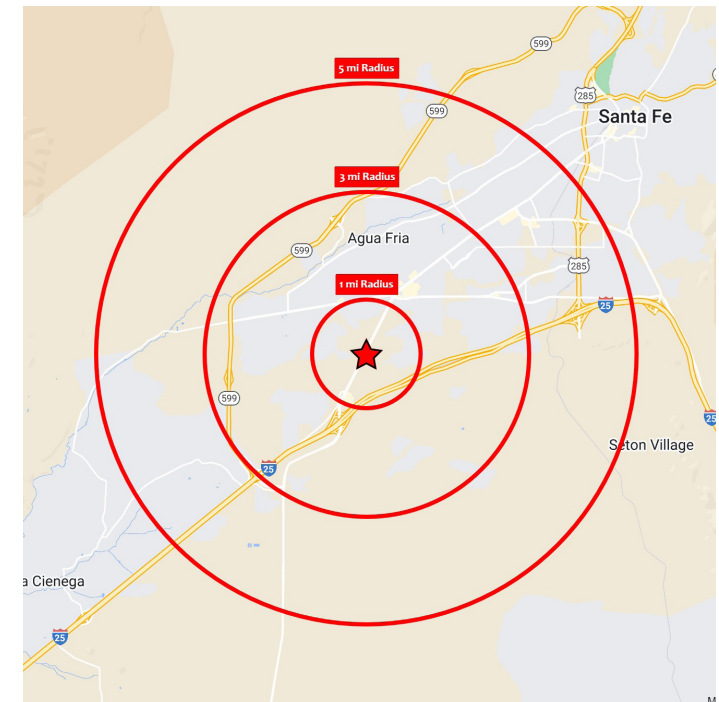 599
5 mi Radius
285
599
Santa Fe
3 mi Radius
Agua Fria
599
285
1 mi Radius
25
599
25
Seton Village
25
a Cienega
25
M